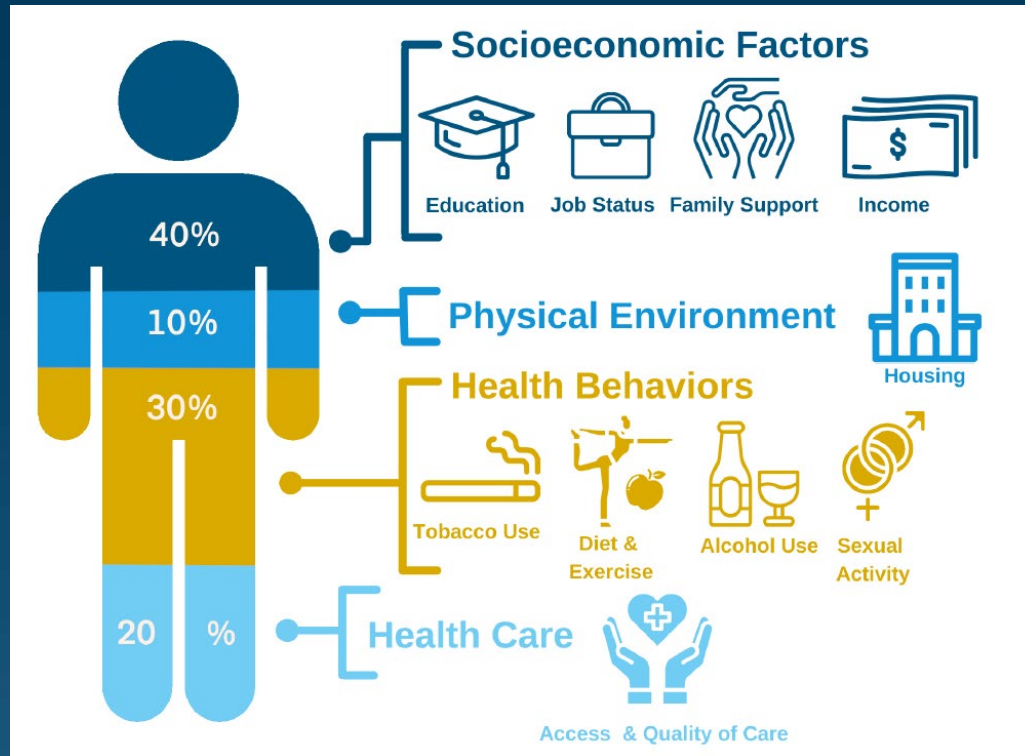 Socioeconomic Factors
$
Education Job Status Family Support Income
40%
10%
Physical Environment
Housing
30%
Health Behaviors
Tobacco Use
Diet &
Exercise
Alcohol Use
Sexual
Activity
20 %
Health Care
Access & Quality of Care